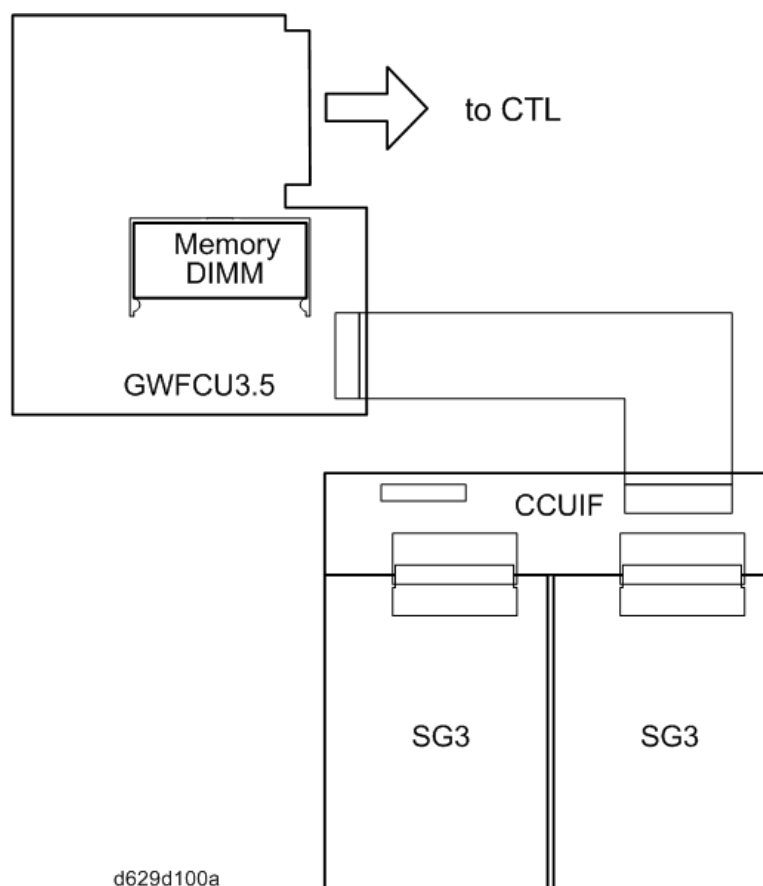 to CTL
Memory
DIMM
GWFCU3.5
CCUIF
SG3
SG3
d629d100a